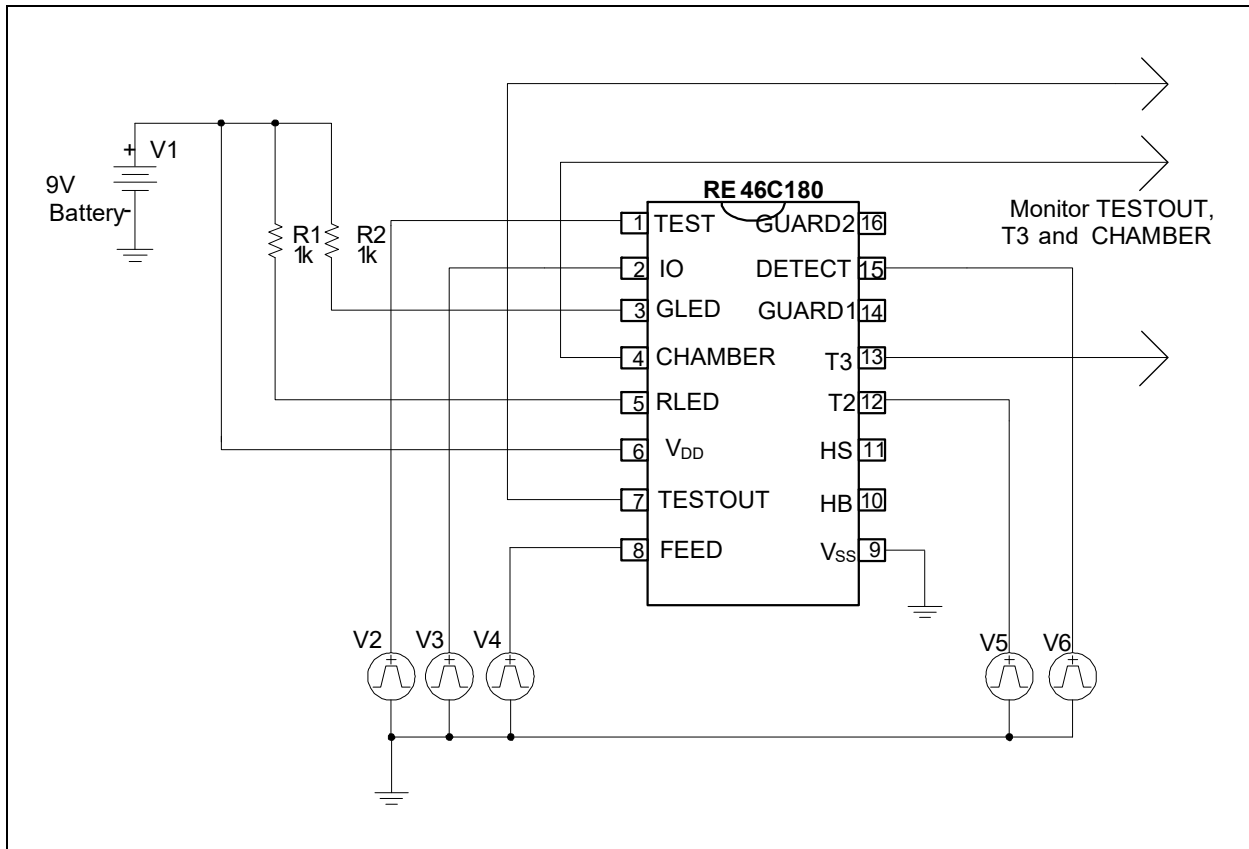 + V1
9V
Battery-
R1
1k
R2
1k
RE46C180
1 TEST GUARD2 16
2 IO DETECT 15
3 GLED GUARD1 14
4 CHAMBER T3 13
5 RLED T2 12
6 VDD HS 11
7 TESTOUT HB 10
8 FEED VSS 9
Monitor TESTOUT,
T3 and CHAMBER
V2 V3 V4 V5 V6
+ + + + +